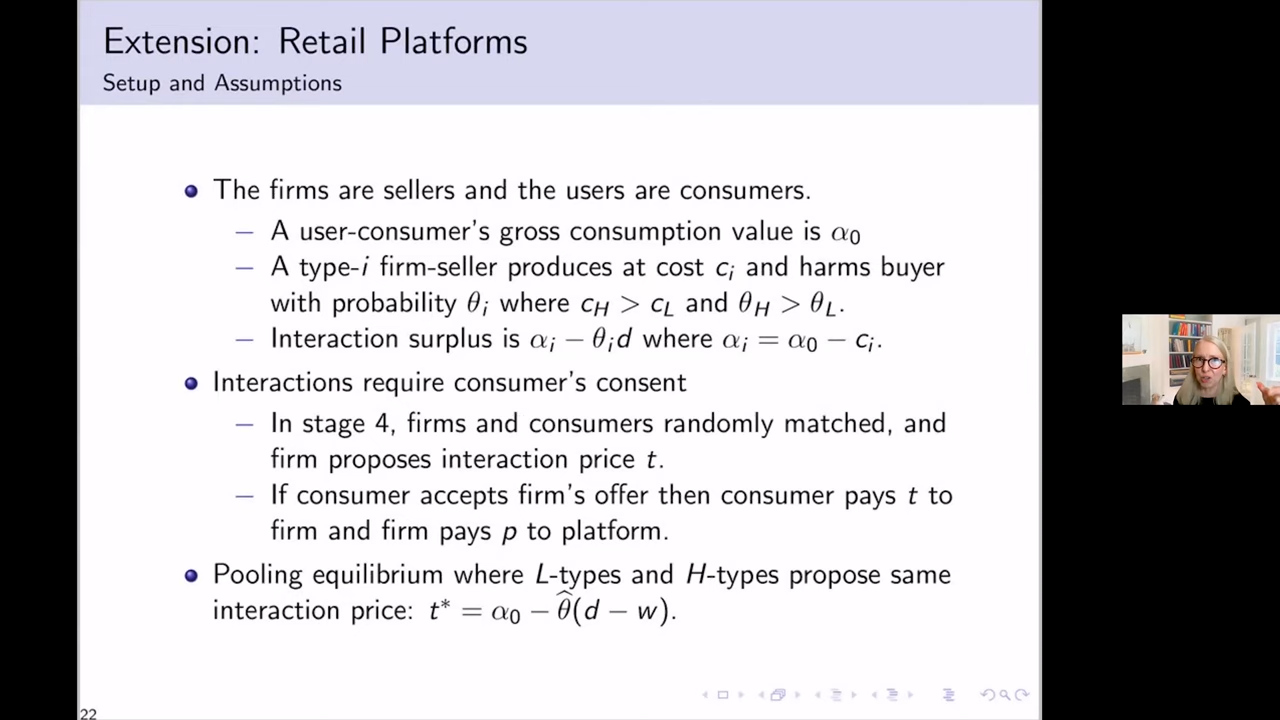 Extension: Retail Platforms
Setup and Assumptions
The firms are sellers and the users are consumers.
– A user-consumer's gross consumption value is α₀
– A type-i firm-seller produces at cost cᵢ and harms buyer
with probability θᵢ where c_H > c_L and θ_H > θ_L.
– Interaction surplus is αᵢ − θᵢd where αᵢ = α₀ − cᵢ.
Interactions require consumer's consent
– In stage 4, firms and consumers randomly matched, and
firm proposes interaction price t.
– If consumer accepts firm's offer then consumer pays t to
firm and firm pays p to platform.
Pooling equilibrium where L-types and H-types propose same
interaction price: t* = α₀ − θ̂(d − w).
22